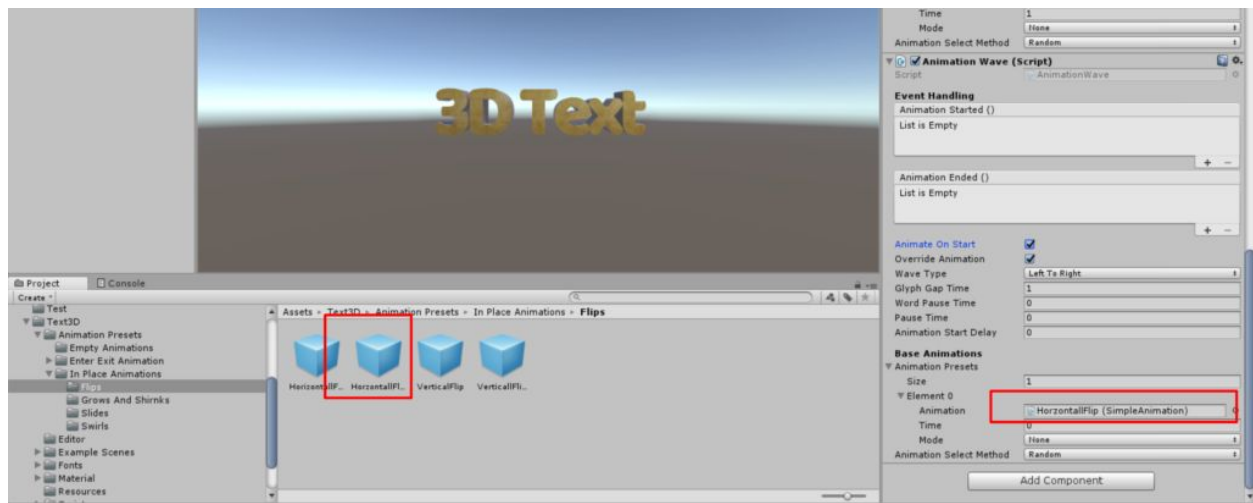 3D Text
Project
Console
Create
Test
Text3D
Animation Presets
Empty Animations
Enter Exit Animation
In Place Animations
Flips
Grows And Shirnks
Slides
Swirls
Editor
Example Scenes
Fonts
Material
Resources
Assets ▸ Text3D ▸ Animation Presets ▸ In Place Animations ▸ Flips
HorizontallF... HorzontallFl... VerticallFlip VerticallFli...
Time 1
Mode None
Animation Select Method Random
Animation Wave (Script)
Script AnimationWave
Event Handling
Animation Started ()
List is Empty
+ −
Animation Ended ()
List is Empty
+ −
Animate On Start
Override Animation
Wave Type Left To Right
Glyph Gap Time 1
Word Pause Time 0
Pause Time 0
Animation Start Delay 0
Base Animations
Animation Presets
Size 1
Element 0
Animation HorzontallFlip (SimpleAnimation)
Time 0
Mode None
Animation Select Method Random
Add Component